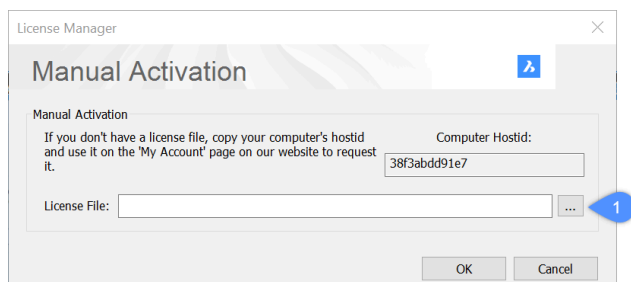 License Manager
Manual Activation
Manual Activation
If you don't have a license file, copy your computer's hostid
and use it on the 'My Account' page on our website to request
it.
Computer Hostid:
38f3abdd91e7
License File:
...
1
OK
Cancel